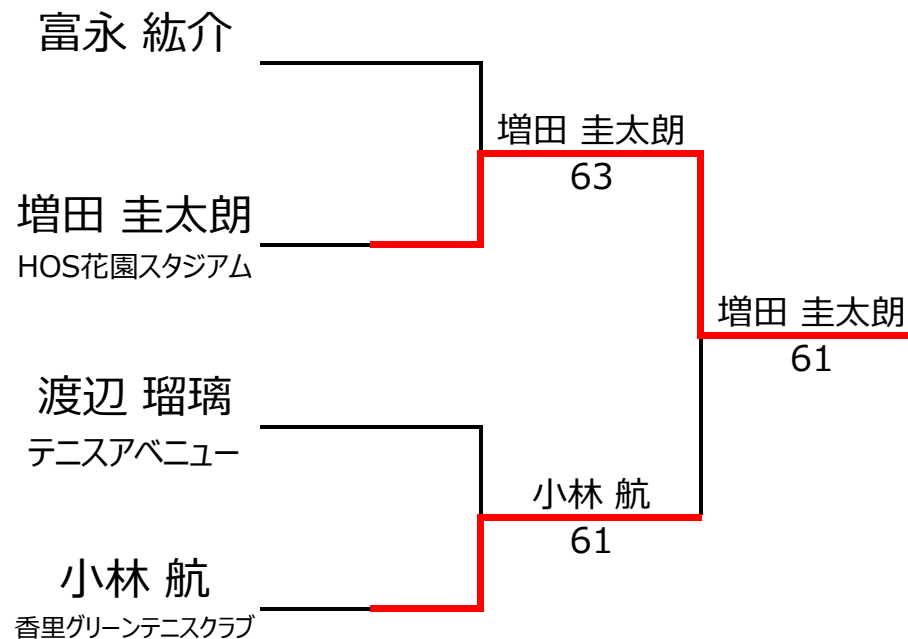 富永 紘介
増田 圭太朗
HOS花園スタジアム
渡辺 瑠璃
テニスアベニュー
小林 航
香里グリーンテニスクラブ
増田 圭太朗
63
小林 航
61
増田 圭太朗
61